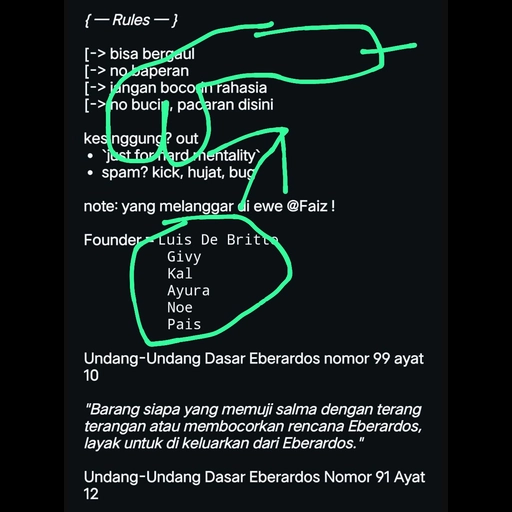 { — Rules — }
[-> bisa bergaul
[-> no baperan
[-> jangan bocorin rahasia
[-> no bucin, pacaran disini
kesinggung? out
• `just for hard mentality`
• spam? kick, hujat, bug
note: yang melanggar di ewe @Faiz !
Founder = Luis De Britto
Givy
Kal
Ayura
Noe
Pais
Undang-Undang Dasar Eberardos nomor 99 ayat
10
"Barang siapa yang memuji salma dengan terang
terangan atau membocorkan rencana Eberardos,
layak untuk di keluarkan dari Eberardos."
Undang-Undang Dasar Eberardos Nomor 91 Ayat
12